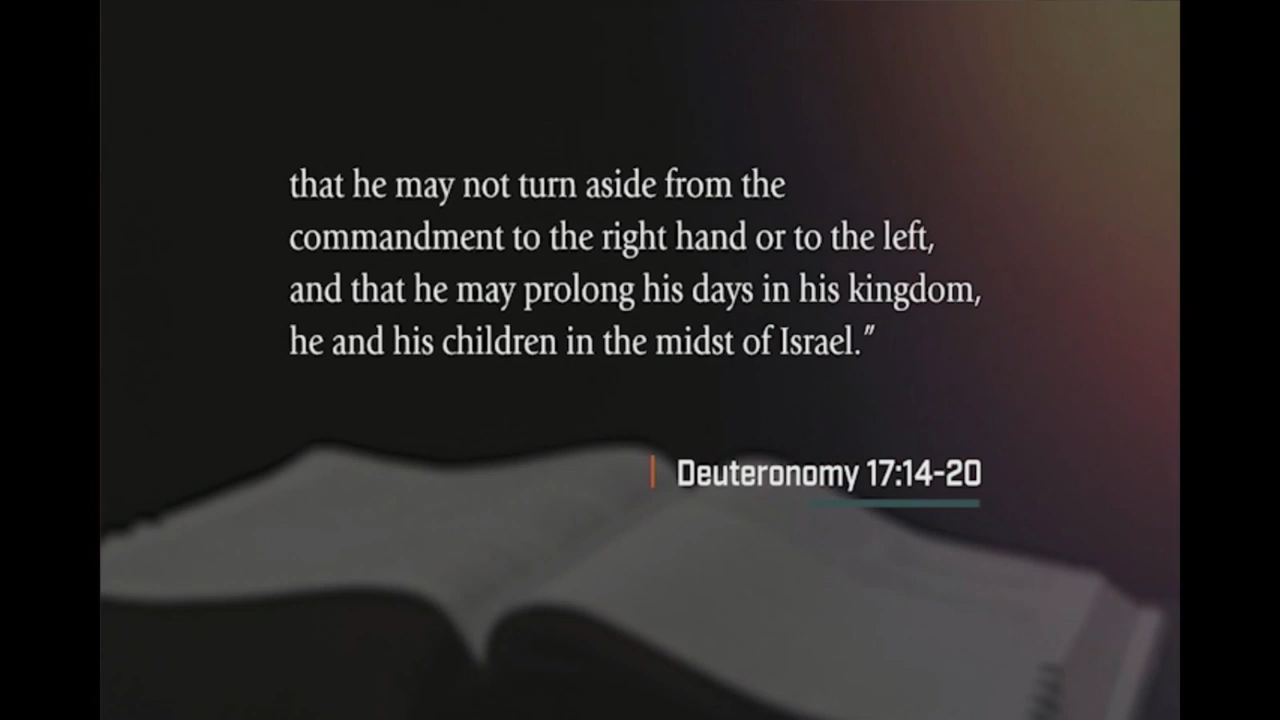 that he may not turn aside from the
commandment to the right hand or to the left,
and that he may prolong his days in his kingdom,
he and his children in the midst of Israel.”
Deuteronomy 17:14-20